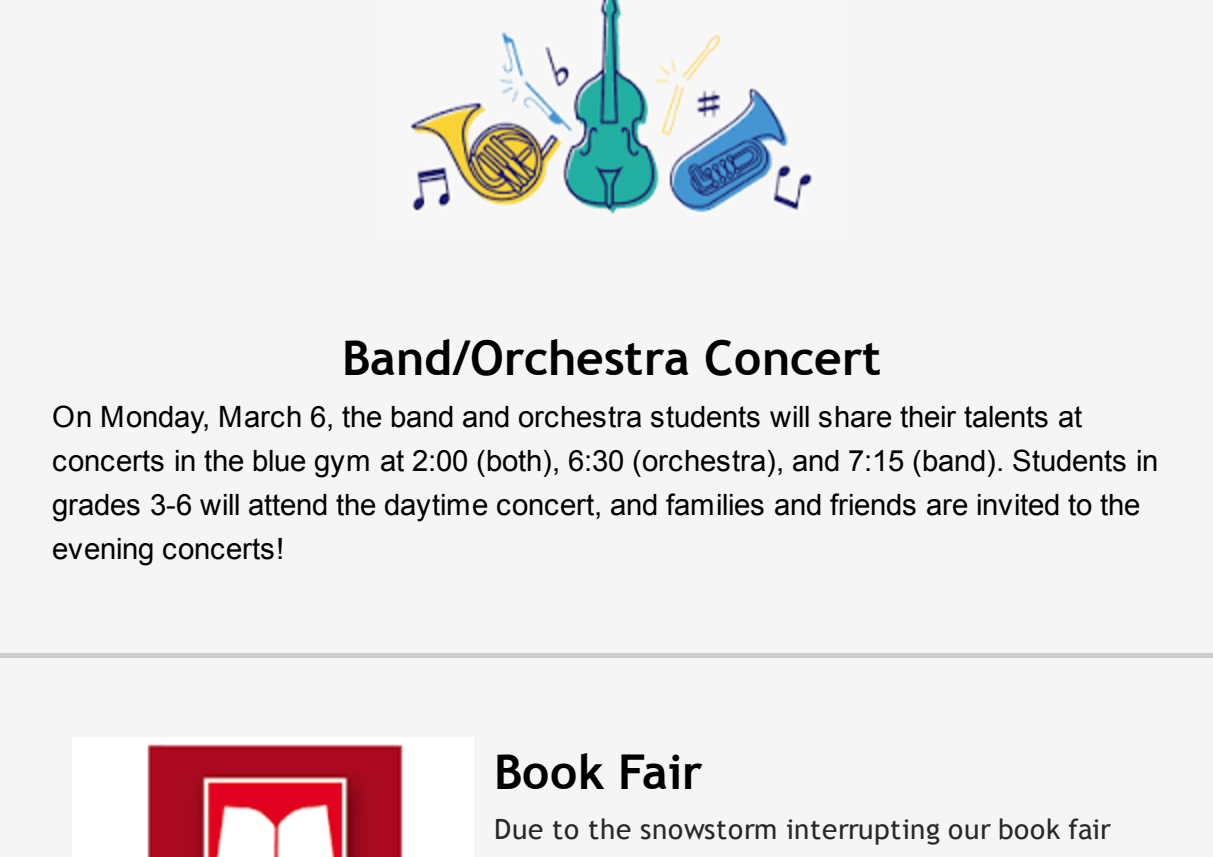 Band/Orchestra Concert
On Monday, March 6, the band and orchestra students will share their talents at
concerts in the blue gym at 2:00 (both), 6:30 (orchestra), and 7:15 (band). Students in
grades 3-6 will attend the daytime concert, and families and friends are invited to the
evening concerts!
Book Fair
Due to the snowstorm interrupting our book fair